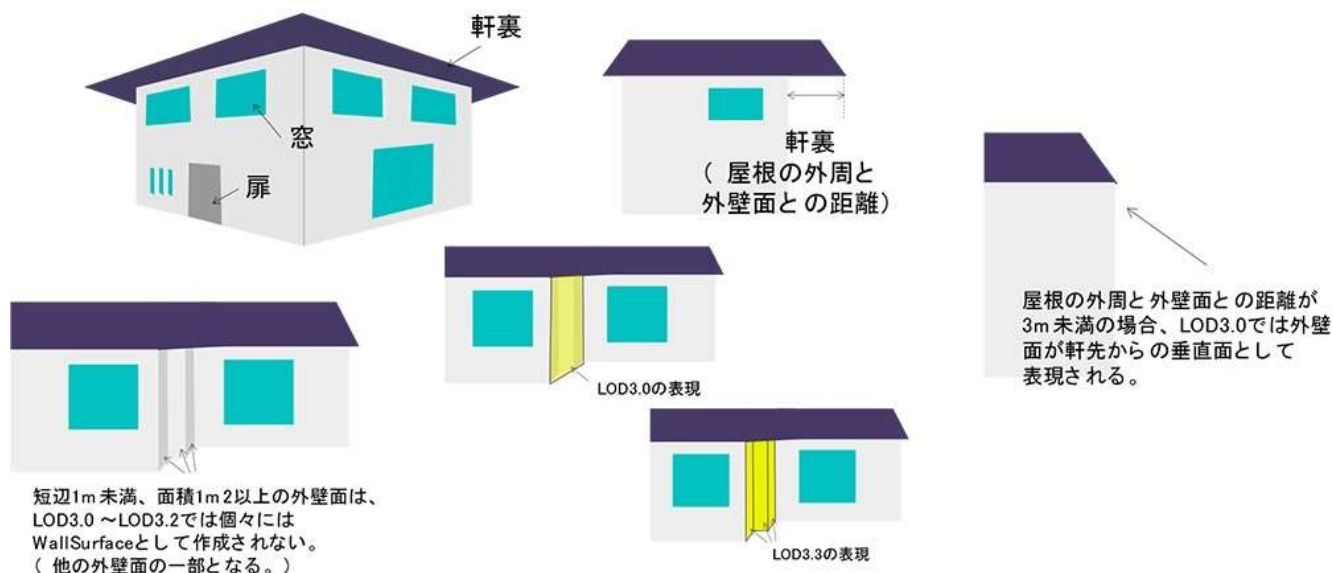 軒裏
窓
扉
軒裏
( 屋根の外周と
外壁面との距離)
屋根の外周と外壁面との距離が
3m未満の場合、LOD3.0では外壁
面が軒先からの垂直面として
表現される。
LOD3.0の表現
短辺1m未満、面積1m2以上の外壁面は、
LOD3.0 ～LOD3.2では個々には
WallSurfaceとして作成されない。
( 他の外壁面の一部となる。)
LOD3.3の表現